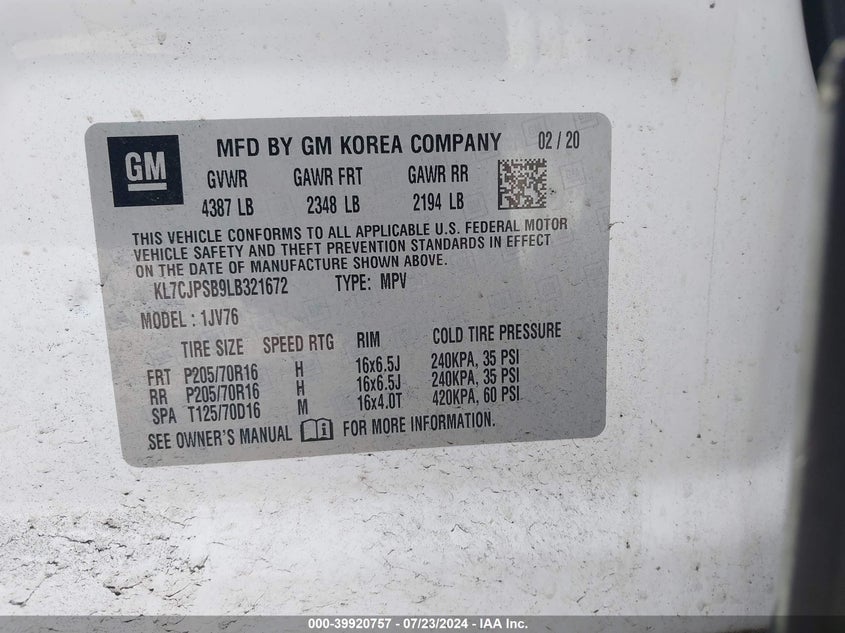 GM
MFD BY GM KOREA COMPANY 02 / 20
GVWR GAWR FRT GAWR RR
4387 LB 2348 LB 2194 LB
THIS VEHICLE CONFORMS TO ALL APPLICABLE U.S. FEDERAL MOTOR
VEHICLE SAFETY AND THEFT PREVENTION STANDARDS IN EFFECT
ON THE DATE OF MANUFACTURE SHOWN ABOVE.
KL7CJPSB9LB321672 TYPE: MPV
MODEL : 1JV76
TIRE SIZE SPEED RTG RIM COLD TIRE PRESSURE
FRT P205/70R16 H 16x6.5J 240KPA, 35 PSI
RR P205/70R16 H 16x6.5J 240KPA, 35 PSI
SPA T125/70D16 M 16x4.0T 420KPA, 60 PSI
SEE OWNER'S MANUAL FOR MORE INFORMATION.
000-39920757 - 07/23/2024 - IAA Inc.